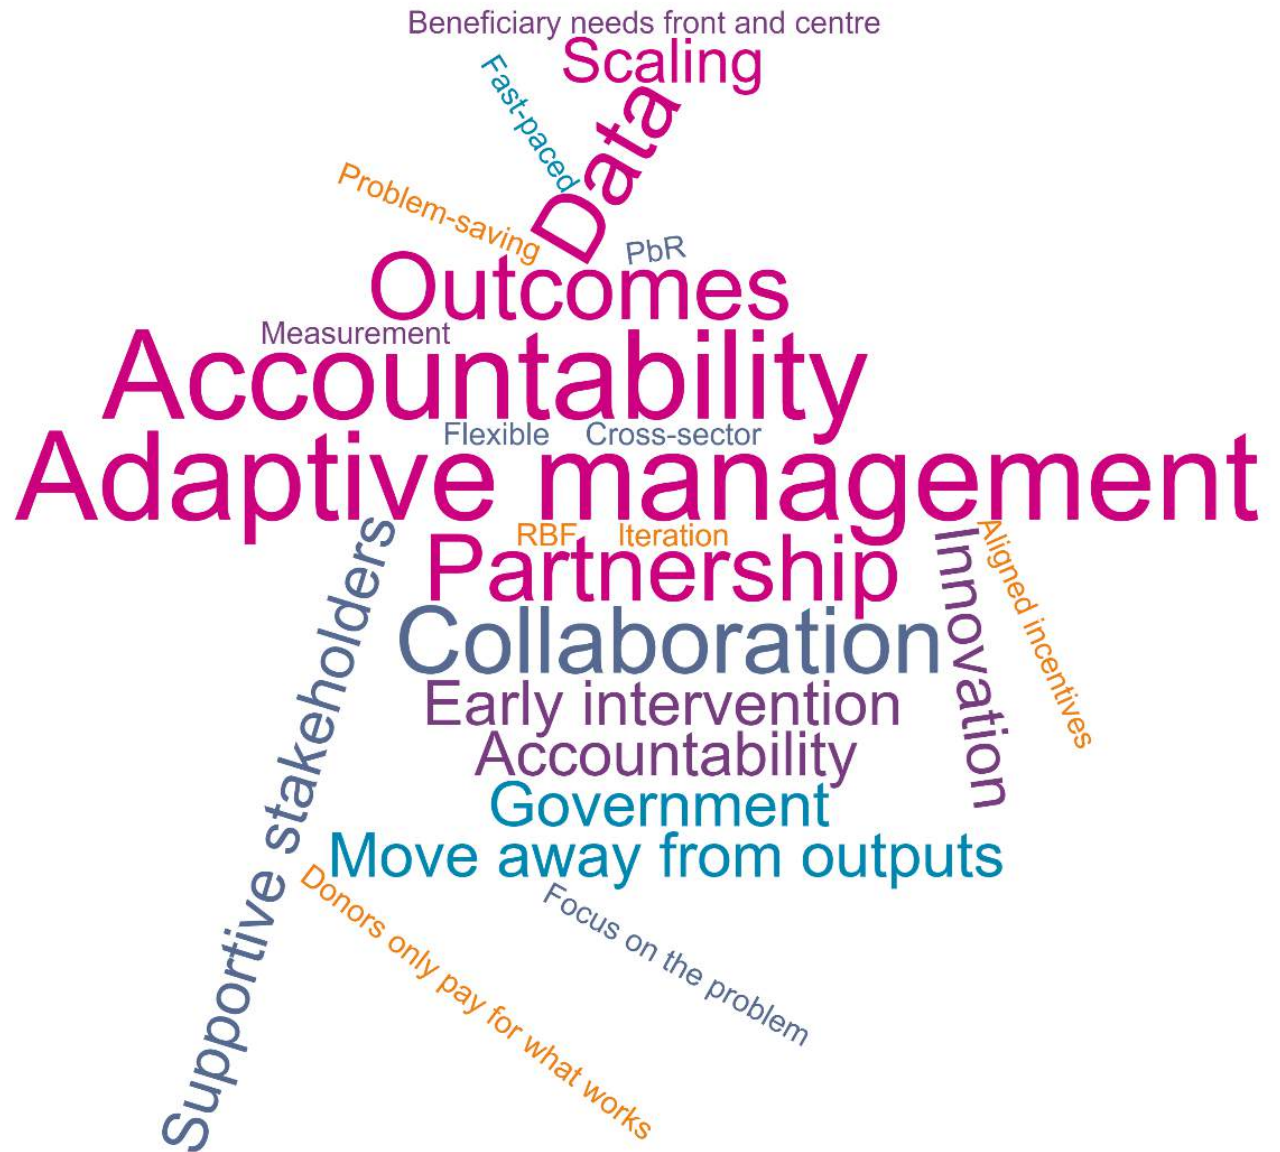 Beneficiary needs front and centre
Scaling
Fast-paced
Data
Problem-saving
PbR
Outcomes
Measurement
Accountability
Flexible
Cross-sector
Adaptive management
RBF
Iteration
Partnership
Supportive stakeholders
Innovation
Aligned incentives
Collaboration
Early intervention
Accountability
Government
Move away from outputs
Donors only pay for what works
Focus on the problem